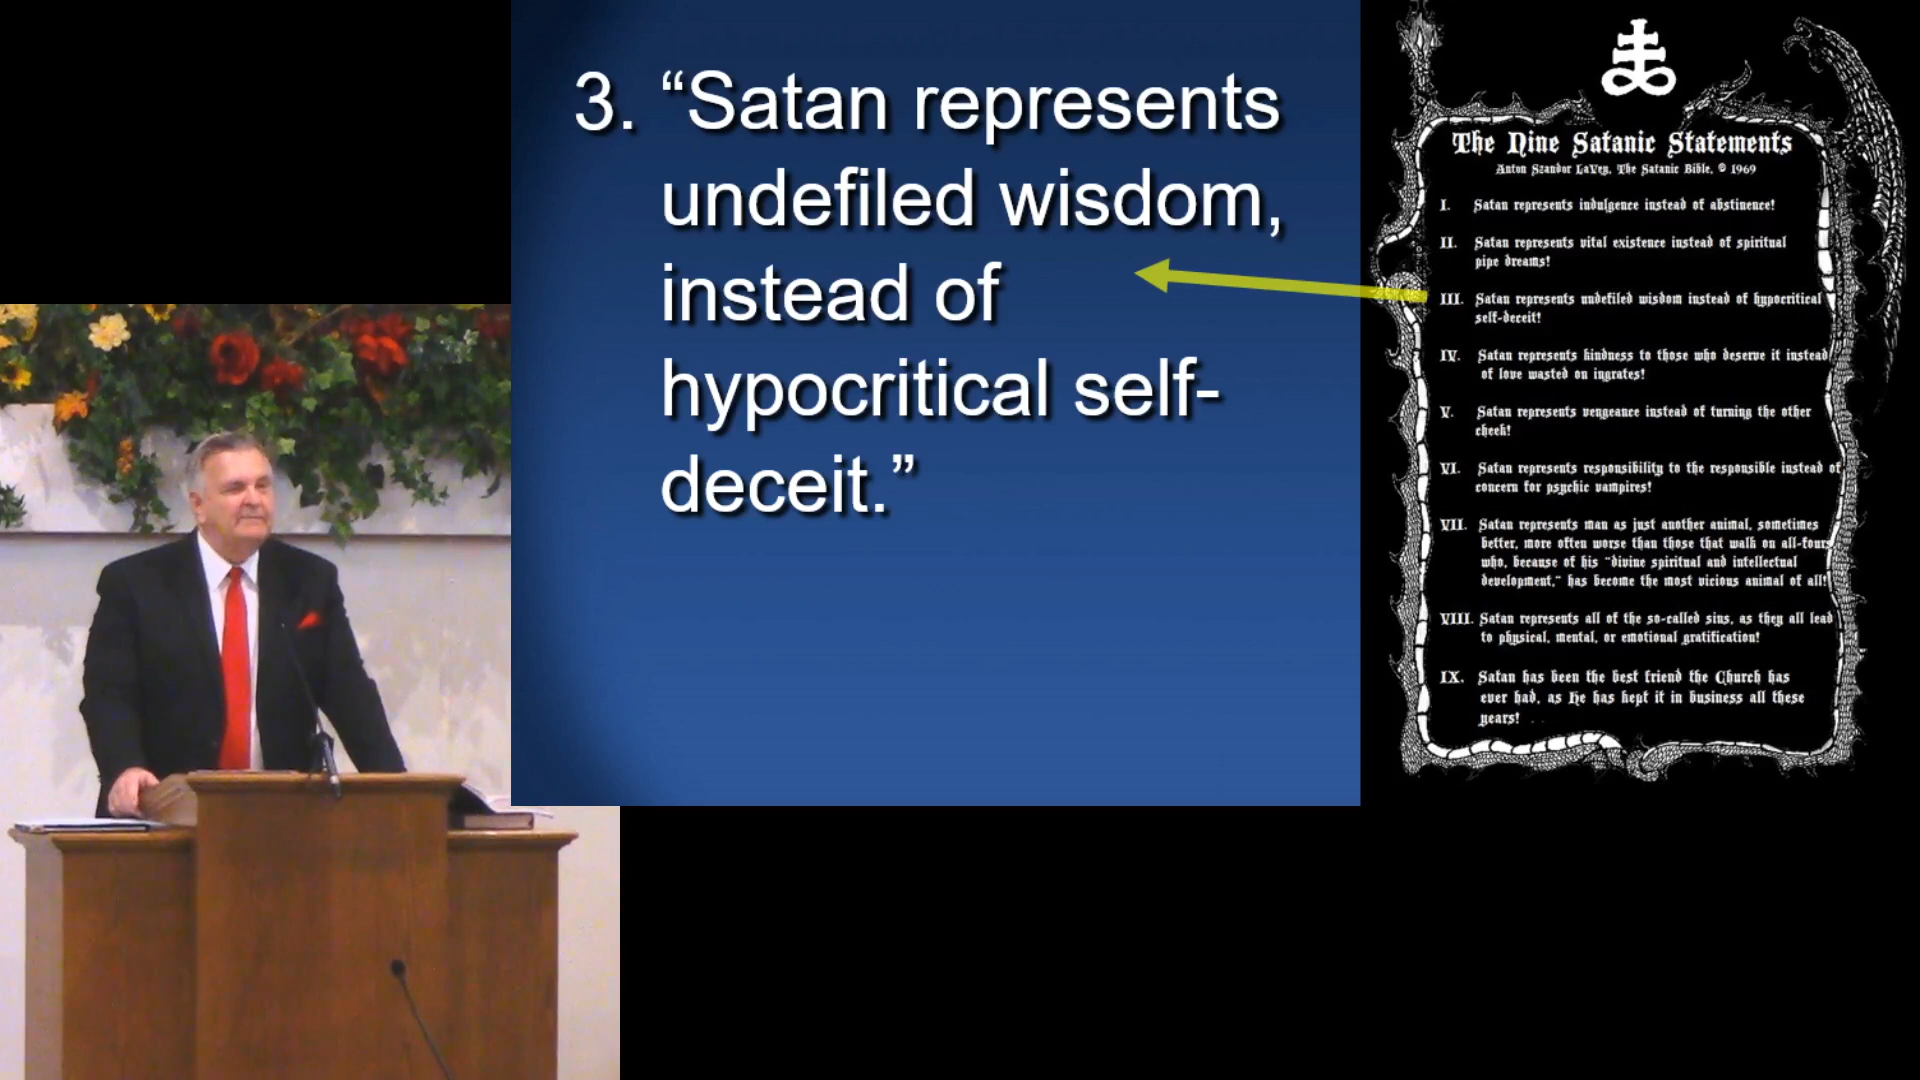 3. “Satan represents
undefiled wisdom,
instead of
hypocritical self-
deceit.”
The Nine Satanic Statements
Anton Szandor LaVey, The Satanic Bible, © 1969
I. Satan represents indulgence instead of abstinence!
II. Satan represents vital existence instead of spiritual
pipe dreams!
III. Satan represents undefiled wisdom instead of hypocritical
self-deceit!
IV. Satan represents kindness to those who deserve it instead
of love wasted on ingrates!
V. Satan represents vengeance instead of turning the other
cheek!
VI. Satan represents responsibility to the responsible instead of
concern for psychic vampires!
VII. Satan represents man as just another animal, sometimes
better, more often worse than those that walk on all-fours,
who, because of his “divine spiritual and intellectual
development,” has become the most vicious animal of all!
VIII. Satan represents all of the so-called sins, as they all lead
to physical, mental, or emotional gratification!
IX. Satan has been the best friend the Church has
ever had, as He has kept it in business all these
years!